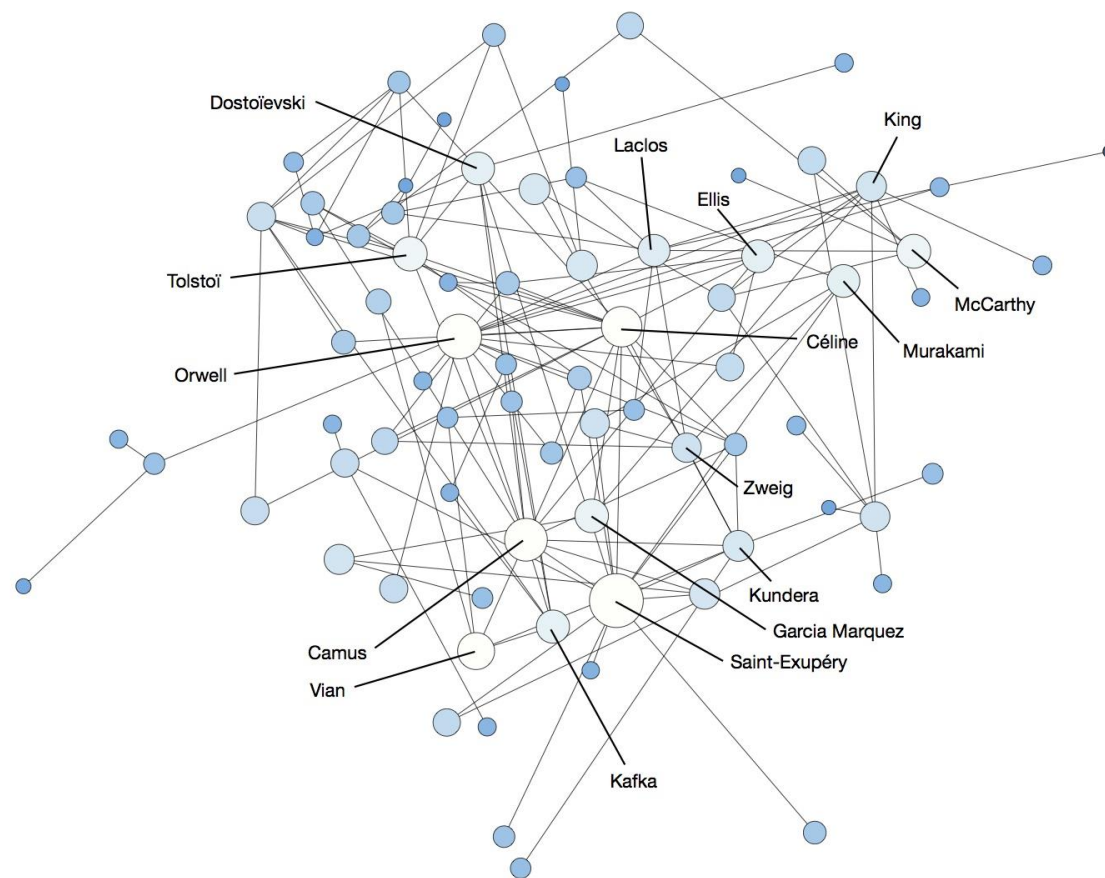 Dostoïevski
King
Laclos
Ellis
Tolstoï
McCarthy
Céline
Murakami
Orwell
Zweig
Kundera
Garcia Marquez
Camus
Saint-Exupéry
Vian
Kafka